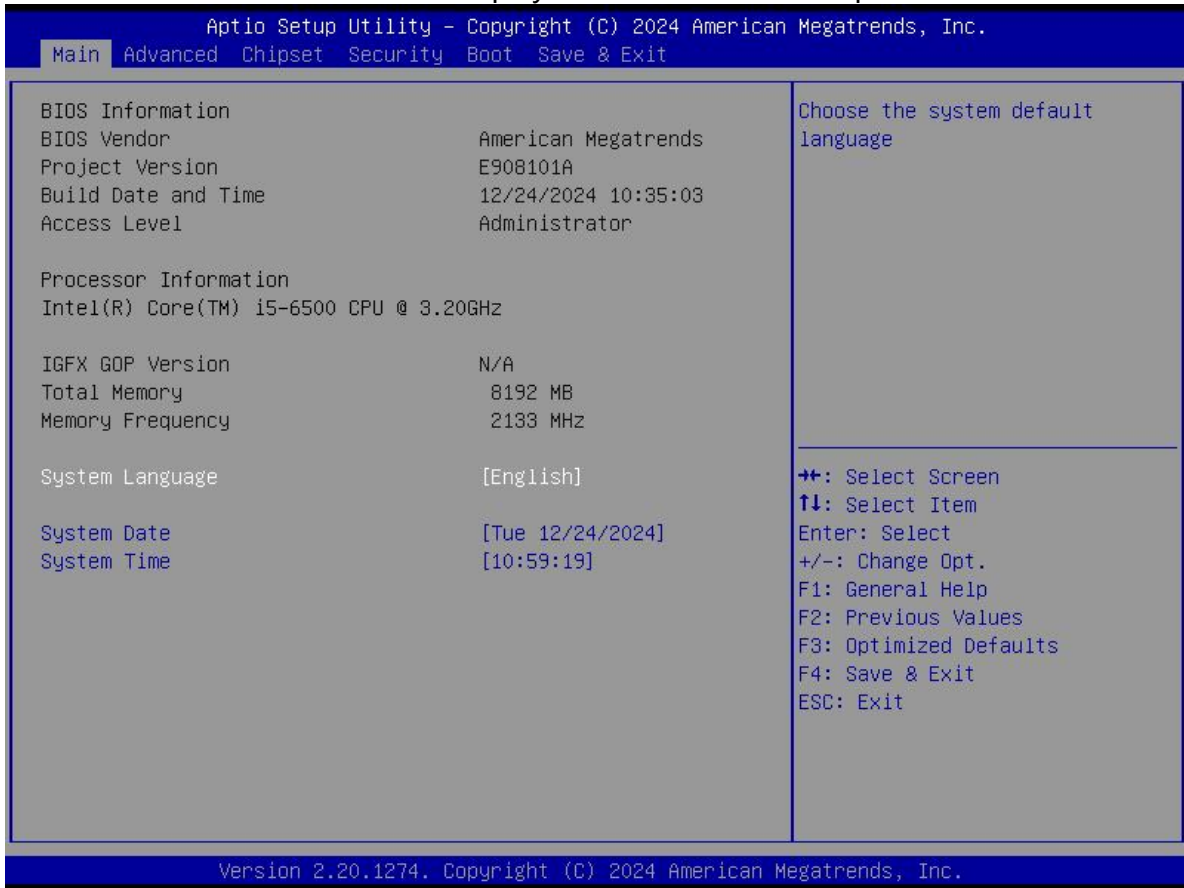 Aptio Setup Utility – Copyright (C) 2024 American Megatrends, Inc.
Main Advanced Chipset Security Boot Save & Exit
BIOS Information
BIOS Vendor American Megatrends
Project Version E908101A
Build Date and Time 12/24/2024 10:35:03
Access Level Administrator
Processor Information
Intel(R) Core(TM) i5-6500 CPU @ 3.20GHz
IGFX GOP Version N/A
Total Memory 8192 MB
Memory Frequency 2133 MHz
System Language [English]
System Date [Tue 12/24/2024]
System Time [10:59:19]
Choose the system default
language
→←: Select Screen
↑↓: Select Item
Enter: Select
+/-: Change Opt.
F1: General Help
F2: Previous Values
F3: Optimized Defaults
F4: Save & Exit
ESC: Exit
Version 2.20.1274. Copyright (C) 2024 American Megatrends, Inc.